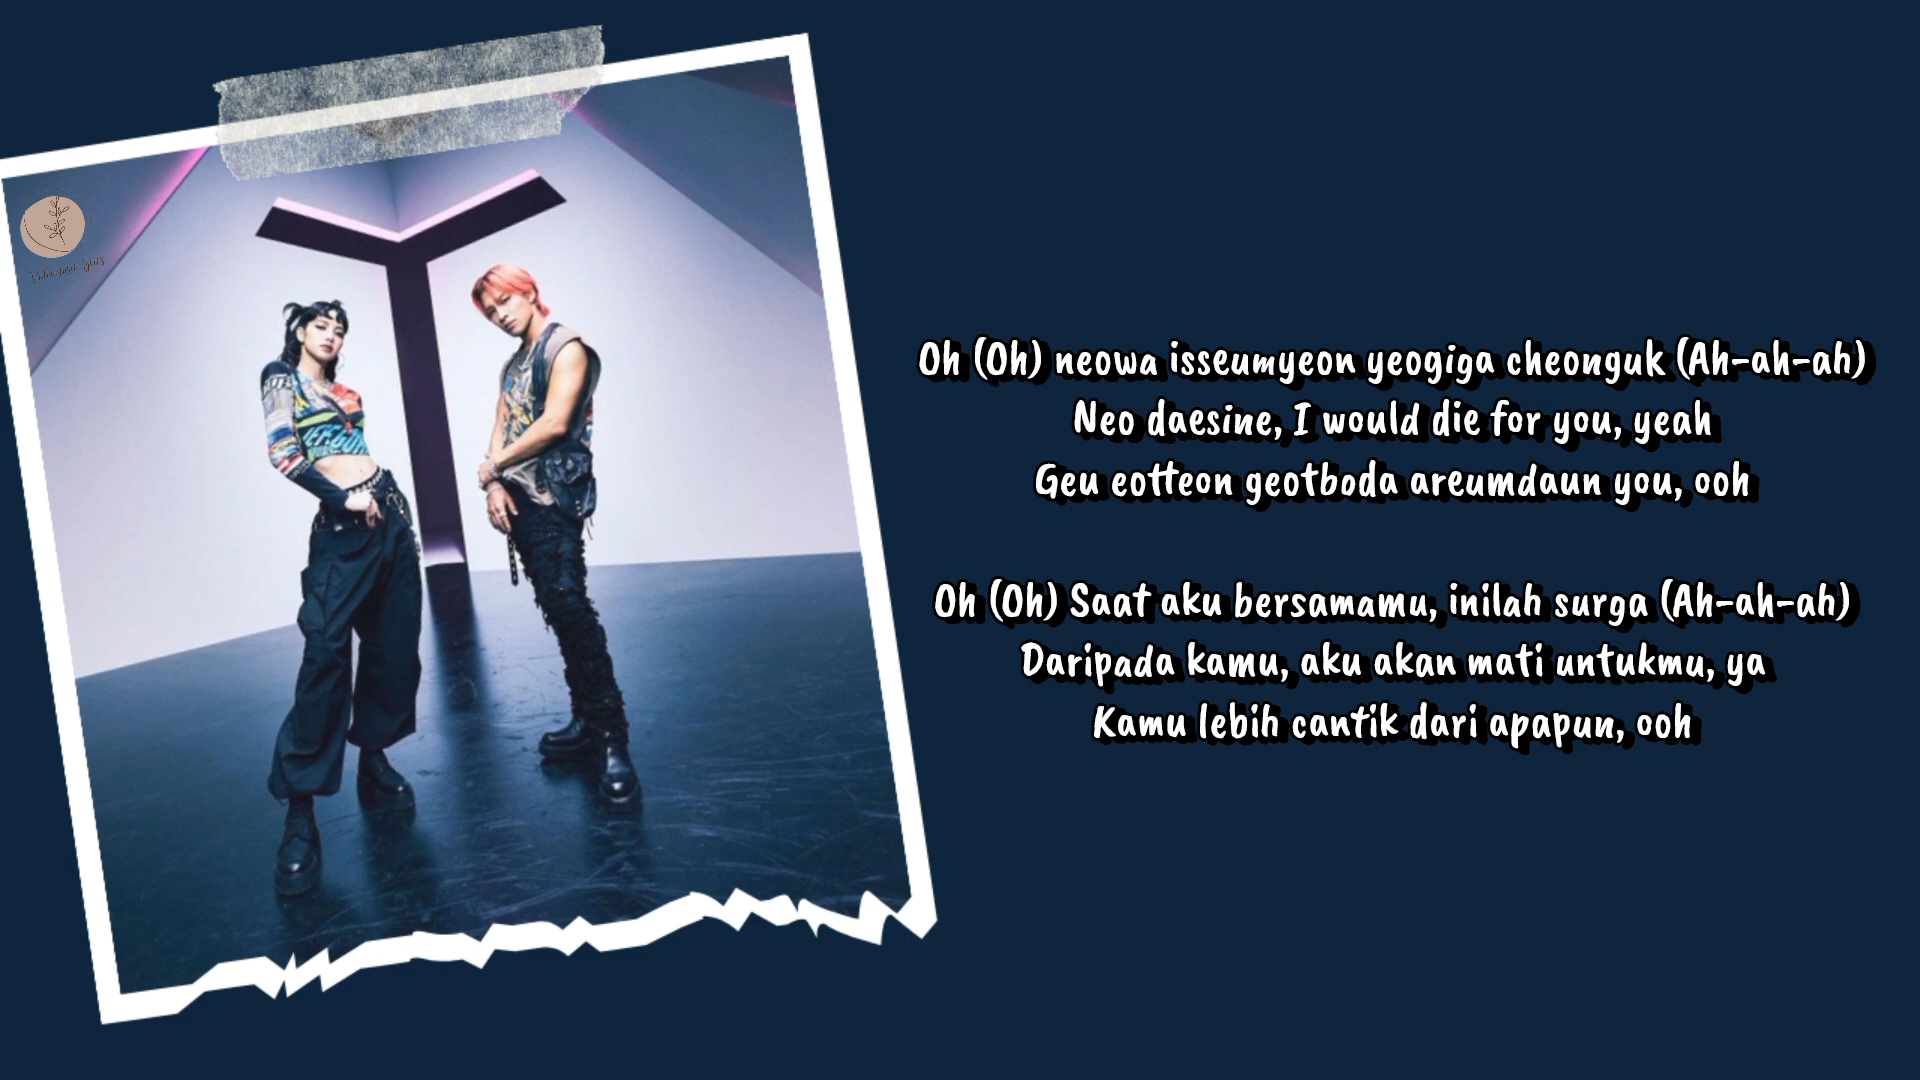 Oh (Oh) neowa isseumyeon yeogiga cheonguk (Ah-ah-ah)
Neo daesine, I would die for you, yeah
Geu eotteon geotboda areumdaun you, ooh
Oh (Oh) Saat aku bersamamu, inilah surga (Ah-ah-ah)
Daripada kamu, aku akan mati untukmu, ya
Kamu lebih cantik dari apapun, ooh